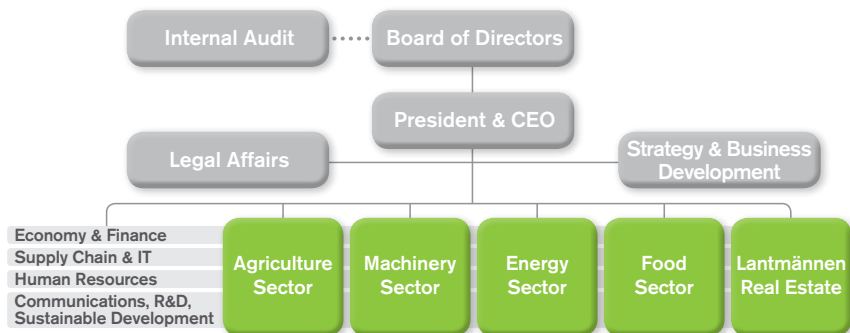 Internal Audit
Board of Directors
President & CEO
Legal Affairs
Strategy & Business
Development
Economy & Finance
Supply Chain & IT
Human Resources
Communications, R&D,
Sustainable Development
Agriculture
Sector
Machinery
Sector
Energy
Sector
Food
Sector
Lantmännen
Real Estate